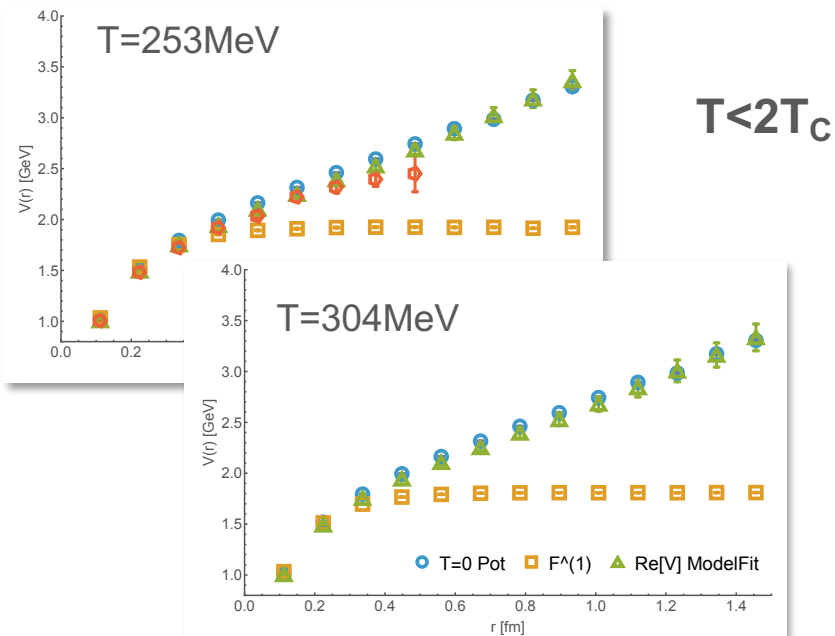 T=253MeV
4.0
3.5
3.0
2.5
2.0
1.5
1.0
V(r) [GeV]
0.0 0.2
T<2T_C
T=304MeV
4.0
3.5
3.0
2.5
2.0
1.5
1.0
V(r) [GeV]
T=0 Pot F^(1) Re[V] ModelFit
0.0 0.2 0.4 0.6 0.8 1.0 1.2 1.4
r [fm]